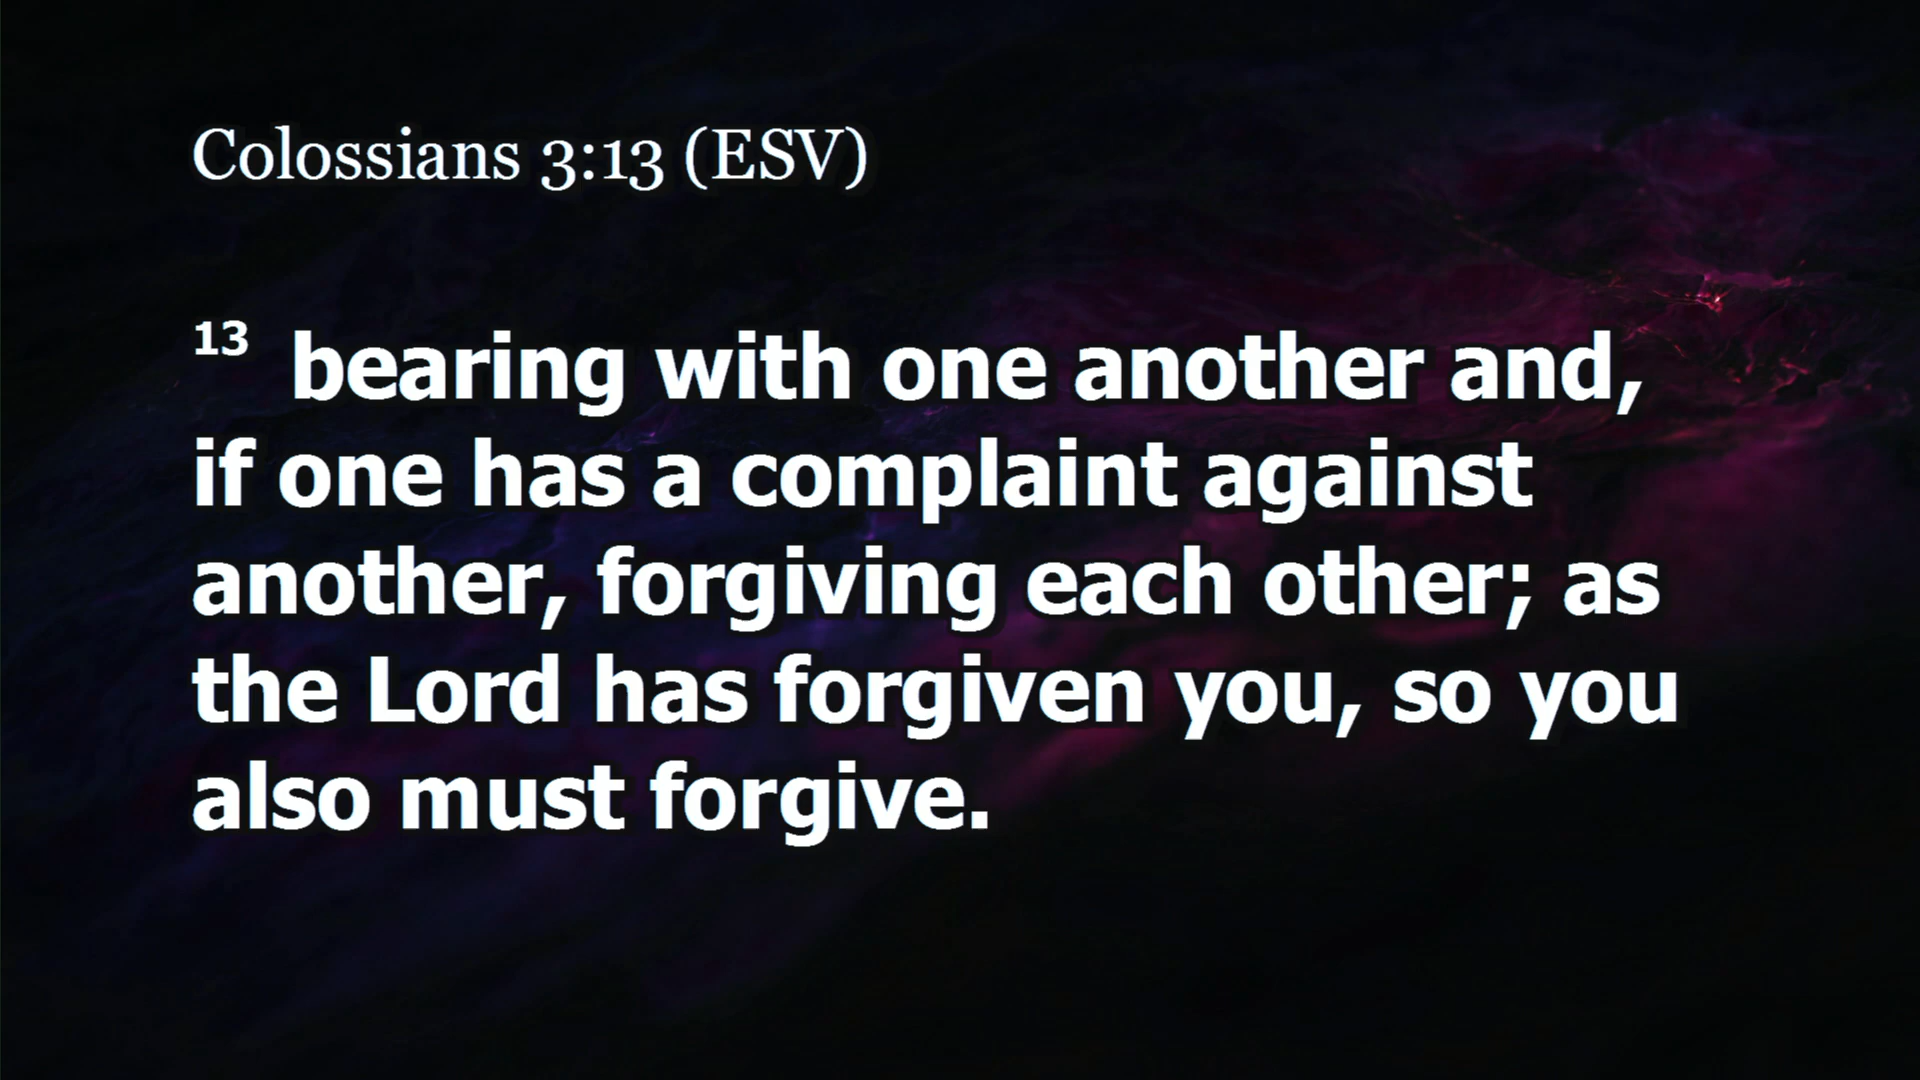 Colossians 3:13 (ESV)
13 bearing with one another and,
if one has a complaint against
another, forgiving each other; as
the Lord has forgiven you, so you
also must forgive.